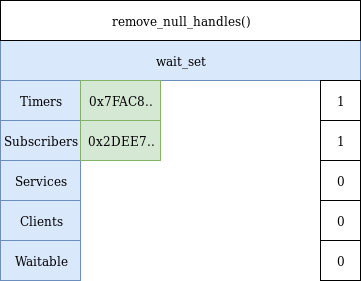 remove_null_handles()
wait_set
Timers 0x7FAC8.. 1
Subscribers 0x2DEE7.. 1
Services 0
Clients 0
Waitable 0